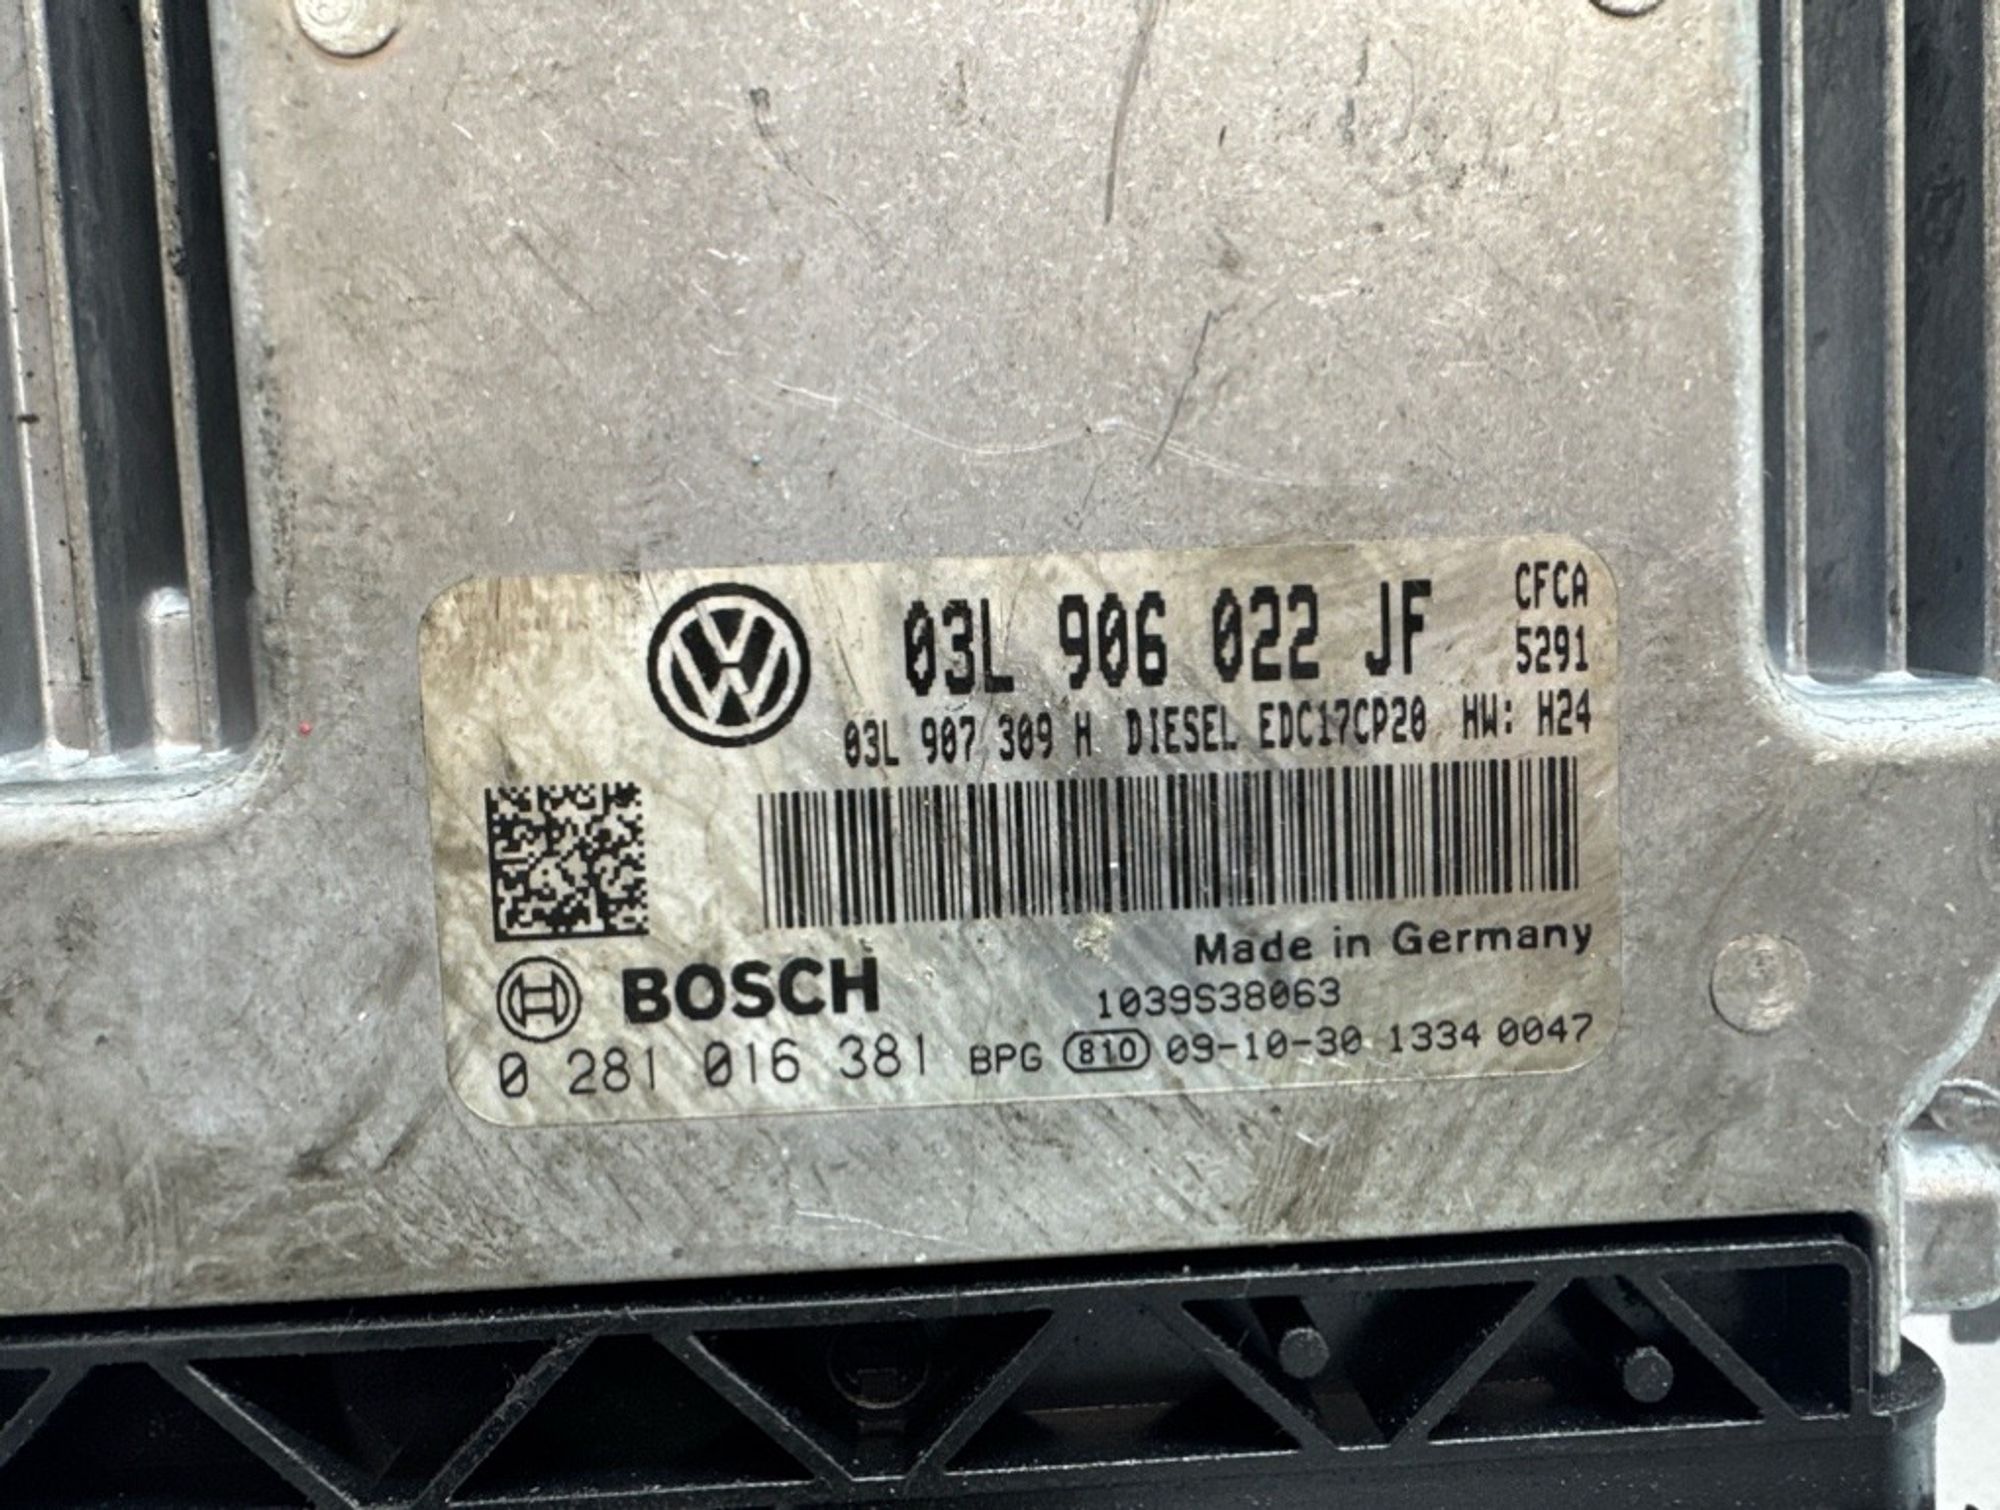 03L 906 022 JF
CFCA
5291
03L 907 309 H DIESEL EDC17CP20 HW: H24
Made in Germany
BOSCH
1039S38063
0 281 016 381 BPG 810 09-10-30 1334 0047